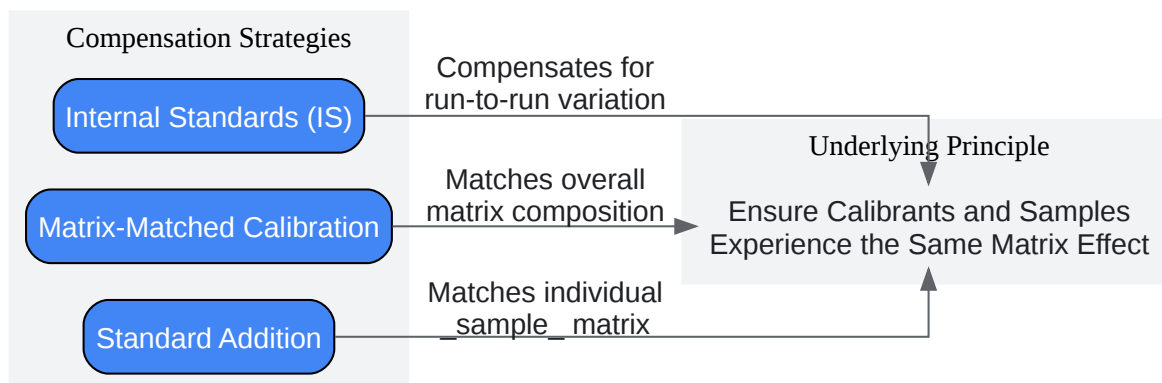 Compensation Strategies
Internal Standards (IS)
Compensates for
run-to-run variation
Underlying Principle
Matrix-Matched Calibration
Matches overall
matrix composition
Ensure Calibrants and Samples
Experience the Same Matrix Effect
Standard Addition
Matches individual
_sample_ matrix